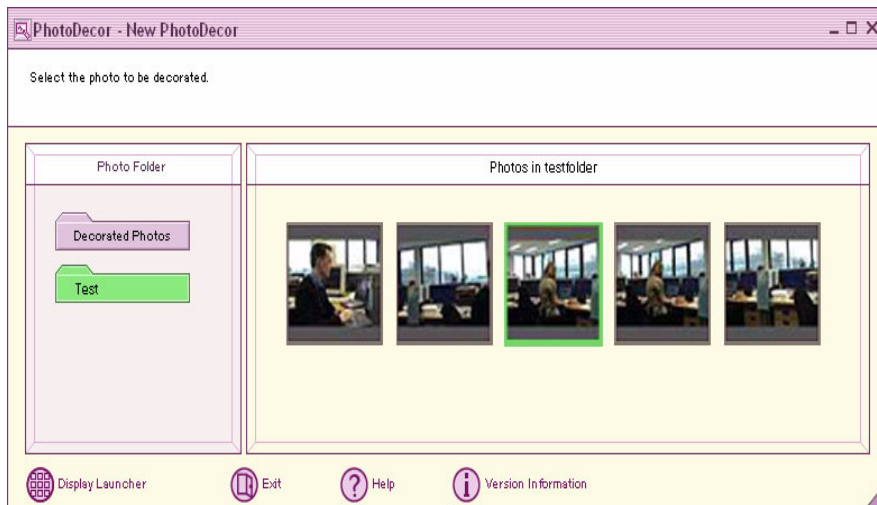 PhotoDecor - New PhotoDecor
Select the photo to be decorated.
Photo Folder
Photos in testfolder
Decorated Photos
Test
Display Launcher
Exit
Help
Version Information